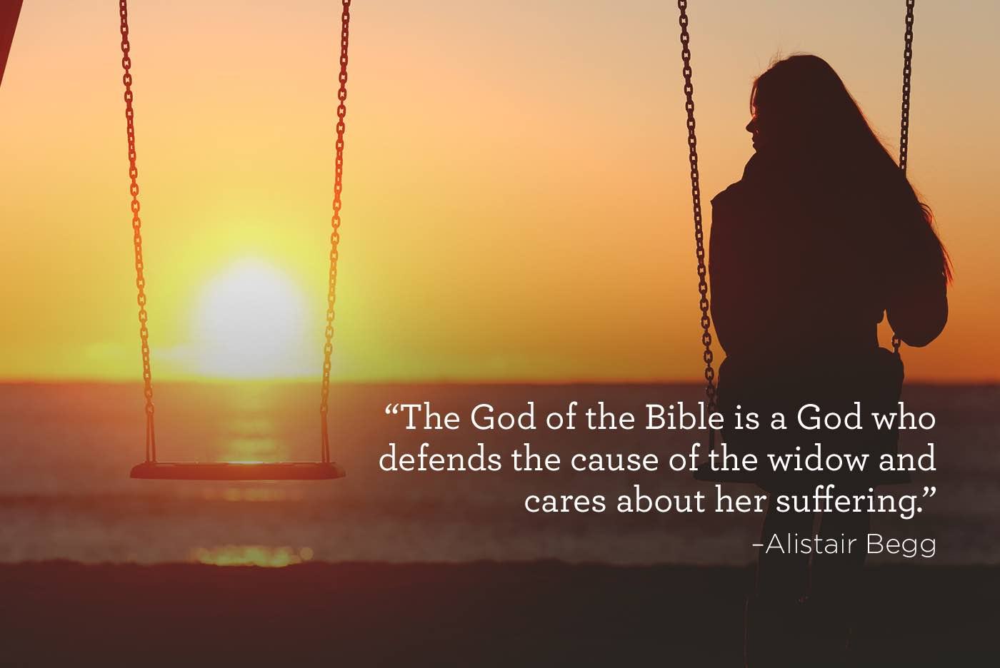 “The God of the Bible is a God who
defends the cause of the widow and
cares about her suffering.”
–Alistair Begg